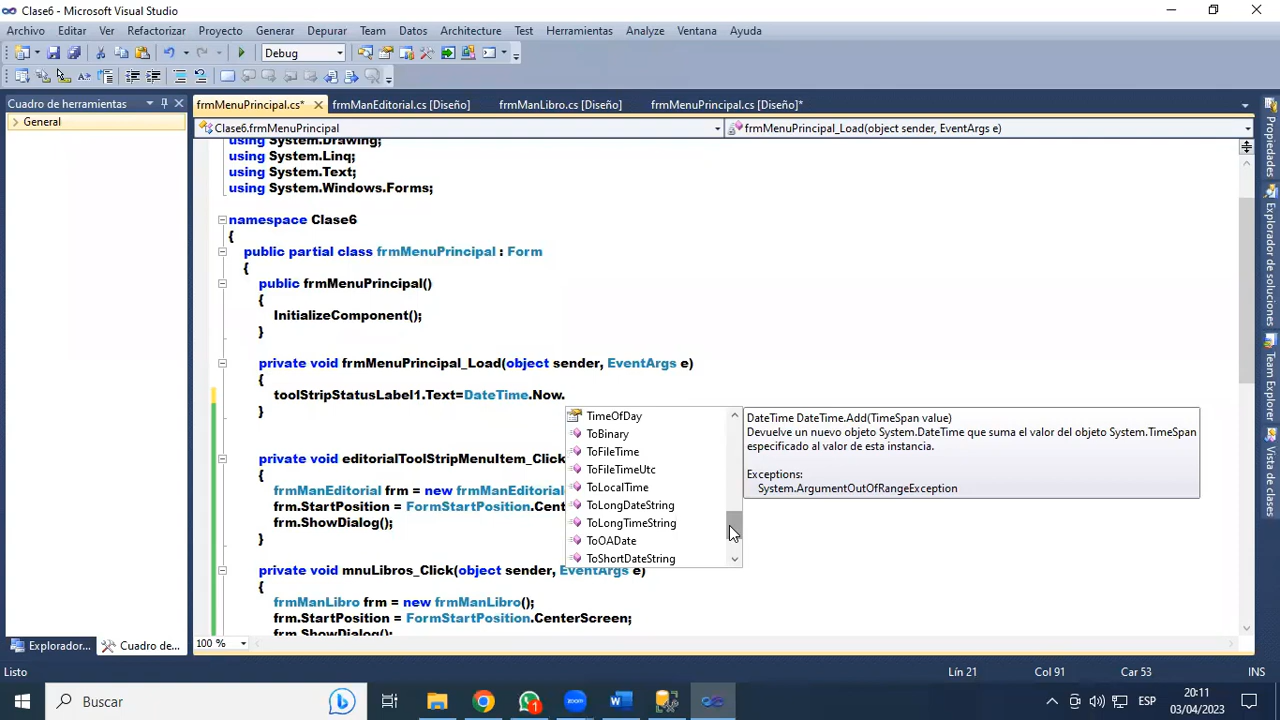 Clase6 - Microsoft Visual Studio
Archivo Editar Ver Refactorizar Proyecto Generar Depurar Team Datos Architecture Test Herramientas Analyze Ventana Ayuda
Debug
Cuadro de herramientas
General
frmMenuPrincipal.cs* frmManEditorial.cs [Diseño] frmManLibro.cs [Diseño] frmMenuPrincipal.cs [Diseño]*
Clase6.frmMenuPrincipal frmMenuPrincipal_Load(object sender, EventArgs e)
using System.Drawing;
using System.Linq;
using System.Text;
using System.Windows.Forms;
namespace Clase6
{
public partial class frmMenuPrincipal : Form
{
public frmMenuPrincipal()
{
InitializeComponent();
}
private void frmMenuPrincipal_Load(object sender, EventArgs e)
{
toolStripStatusLabel1.Text=DateTime.Now.
}
private void editorialToolStripMenuItem_Click
{
frmManEditorial frm = new frmManEditorial
frm.StartPosition = FormStartPosition.Cent
frm.ShowDialog();
}
private void mnuLibros_Click(object sender, EventArgs e)
{
frmManLibro frm = new frmManLibro();
frm.StartPosition = FormStartPosition.CenterScreen;
frm.ShowDialog();
TimeOfDay
ToBinary
ToFileTime
ToFileTimeUtc
ToLocalTime
ToLongDateString
ToLongTimeString
ToOADate
ToShortDateString
DateTime DateTime.Add(TimeSpan value)
Devuelve un nuevo objeto System.DateTime que suma el valor del objeto System.TimeSpan
especificado al valor de esta instancia.
Exceptions:
System.ArgumentOutOfRangeException
Propiedades
Explorador de soluciones
Team Explorer
Vista de clases
Explorador... Cuadro de...
100 %
Listo Lín 21 Col 91 Car 53 INS
Buscar
1
zoom
ESP
20:11
03/04/2023